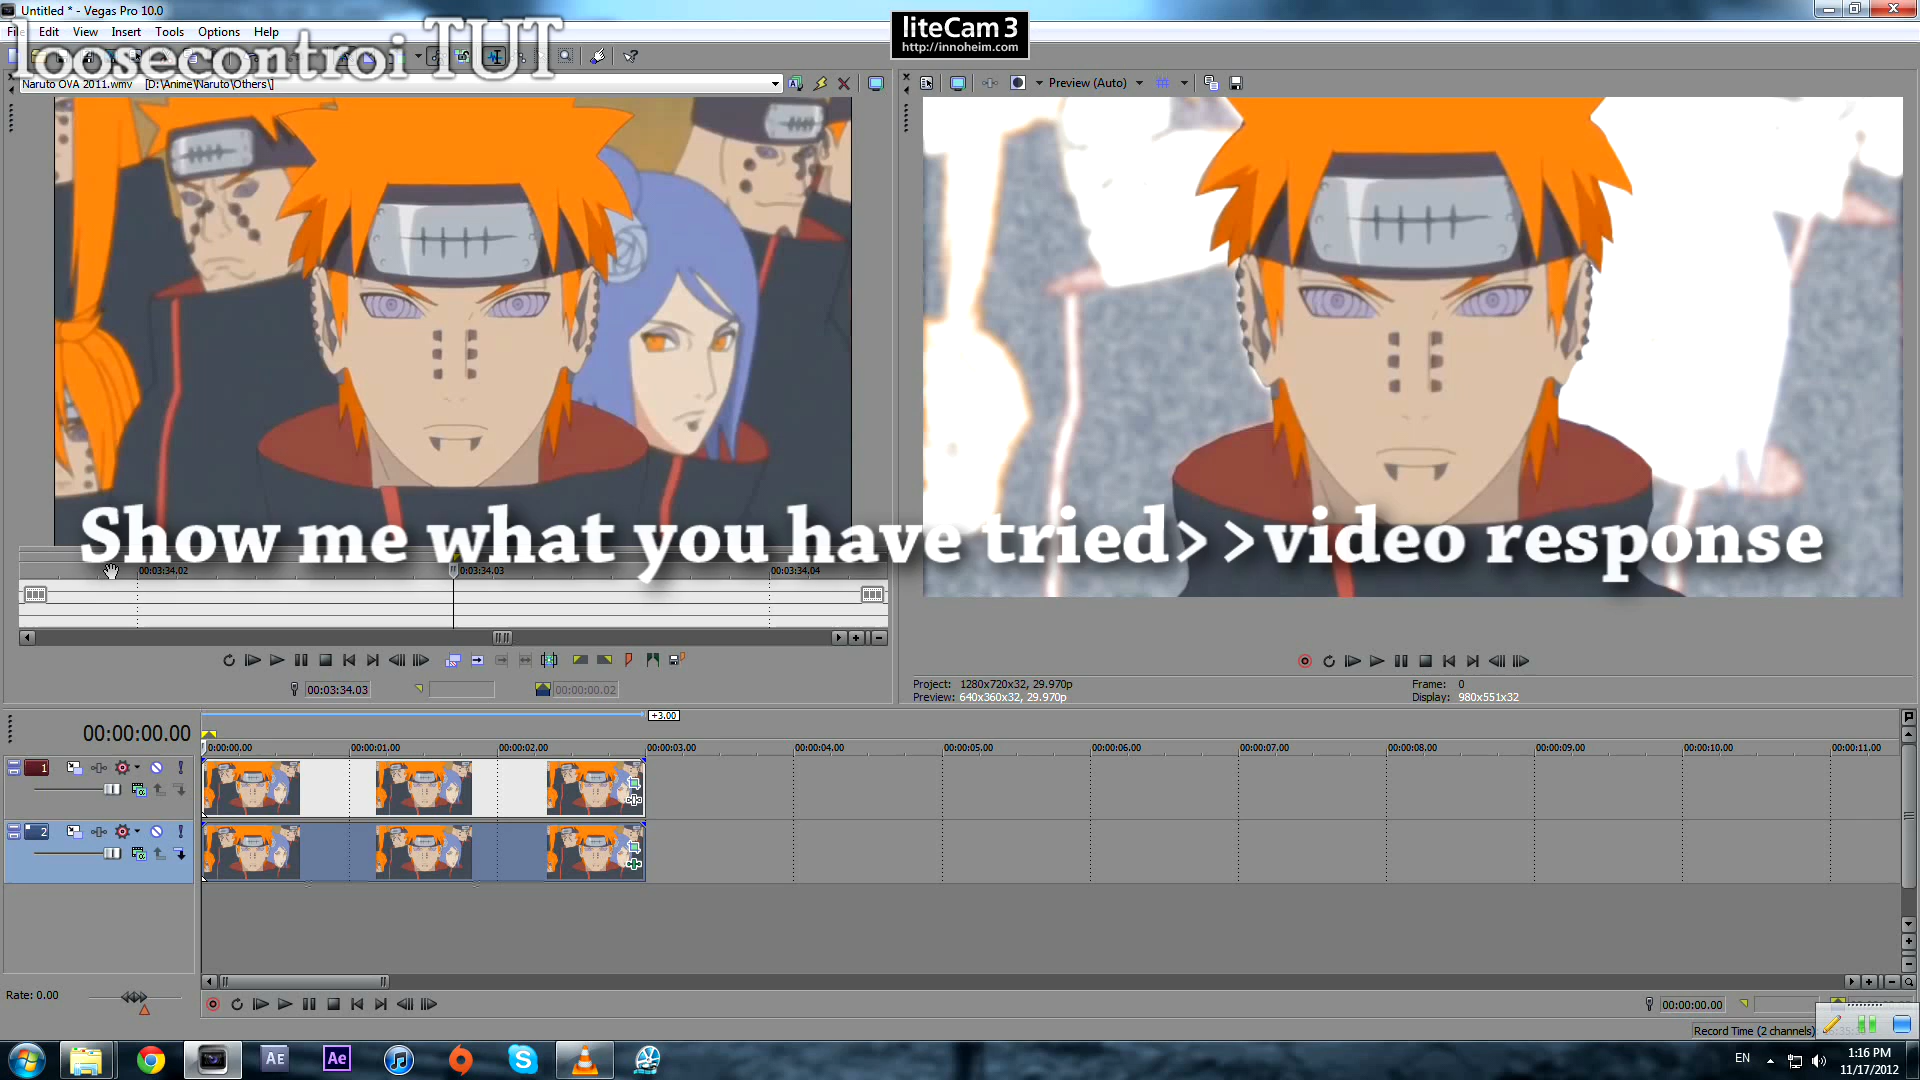 Untitled * - Vegas Pro 10.0
Edit View Insert Tools Options Help
loosecontroi TUT
liteCam 3
http://innoheim.com
Naruto OVA 2011.wmv [D:\Anime\Naruto\Others\]
Preview (Auto)
Show me what you have tried>>video response
00:03:34.02 0:03:34.03 00:03:34.04
00:03:34.03 00:00:00.02
Project: 1280x720x32, 29.970p Frame: 0
Preview: 640x360x32, 29.970p Display: 980x551x32
+3.00
00:00:00.00
00:00:00.00 00:00:01.00 00:00:02.00 00:00:03.00 00:00:04.00 00:00:05.00 00:00:06.00 00:00:07.00 00:00:08.00 00:00:09.00 00:00:10.00 00:00:11.00
1
2
Rate: 0.00
00:00:00.00
Record Time (2 channels):
AE Ae EN 1:16 PM
11/17/2012